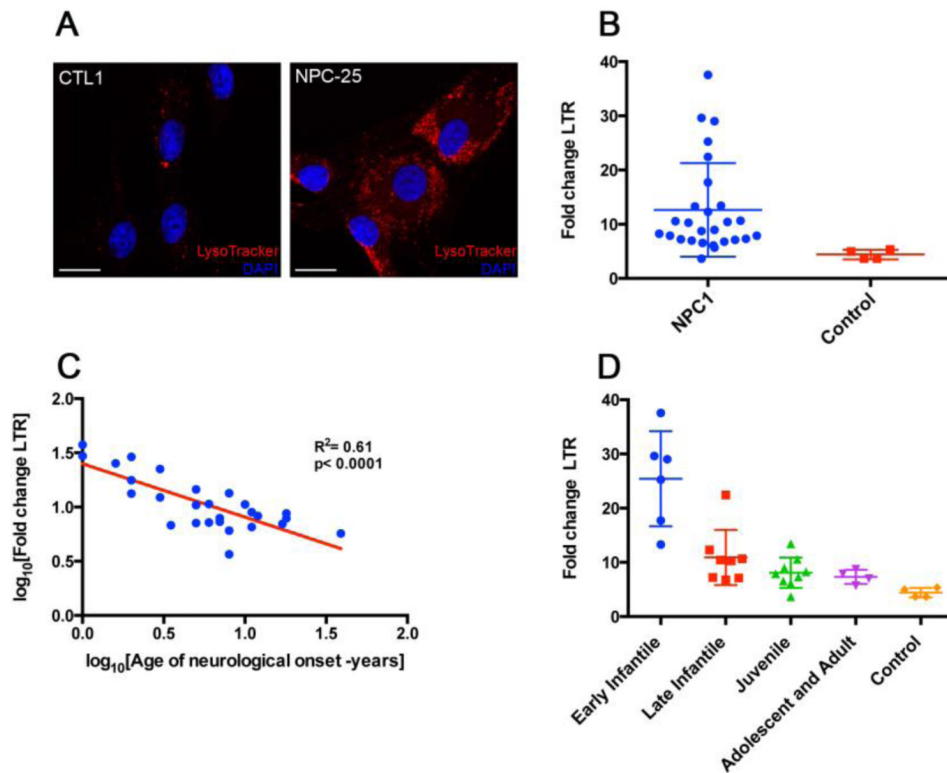 A
CTL1
LysoTracker
DAPI
NPC-25
LysoTracker
DAPI
B
Fold change LTR
40
30
20
10
0
NPC1
Control
C
log10[Fold change LTR]
2.0
1.5
1.0
0.5
0.0
R2= 0.61
p< 0.0001
0.0 0.5 1.0 1.5 2.0
log10[Age of neurological onset -years]
D
Fold change LTR
40
30
20
10
0
Early Infantile
Late Infantile
Juvenile
Adolescent and Adult
Control